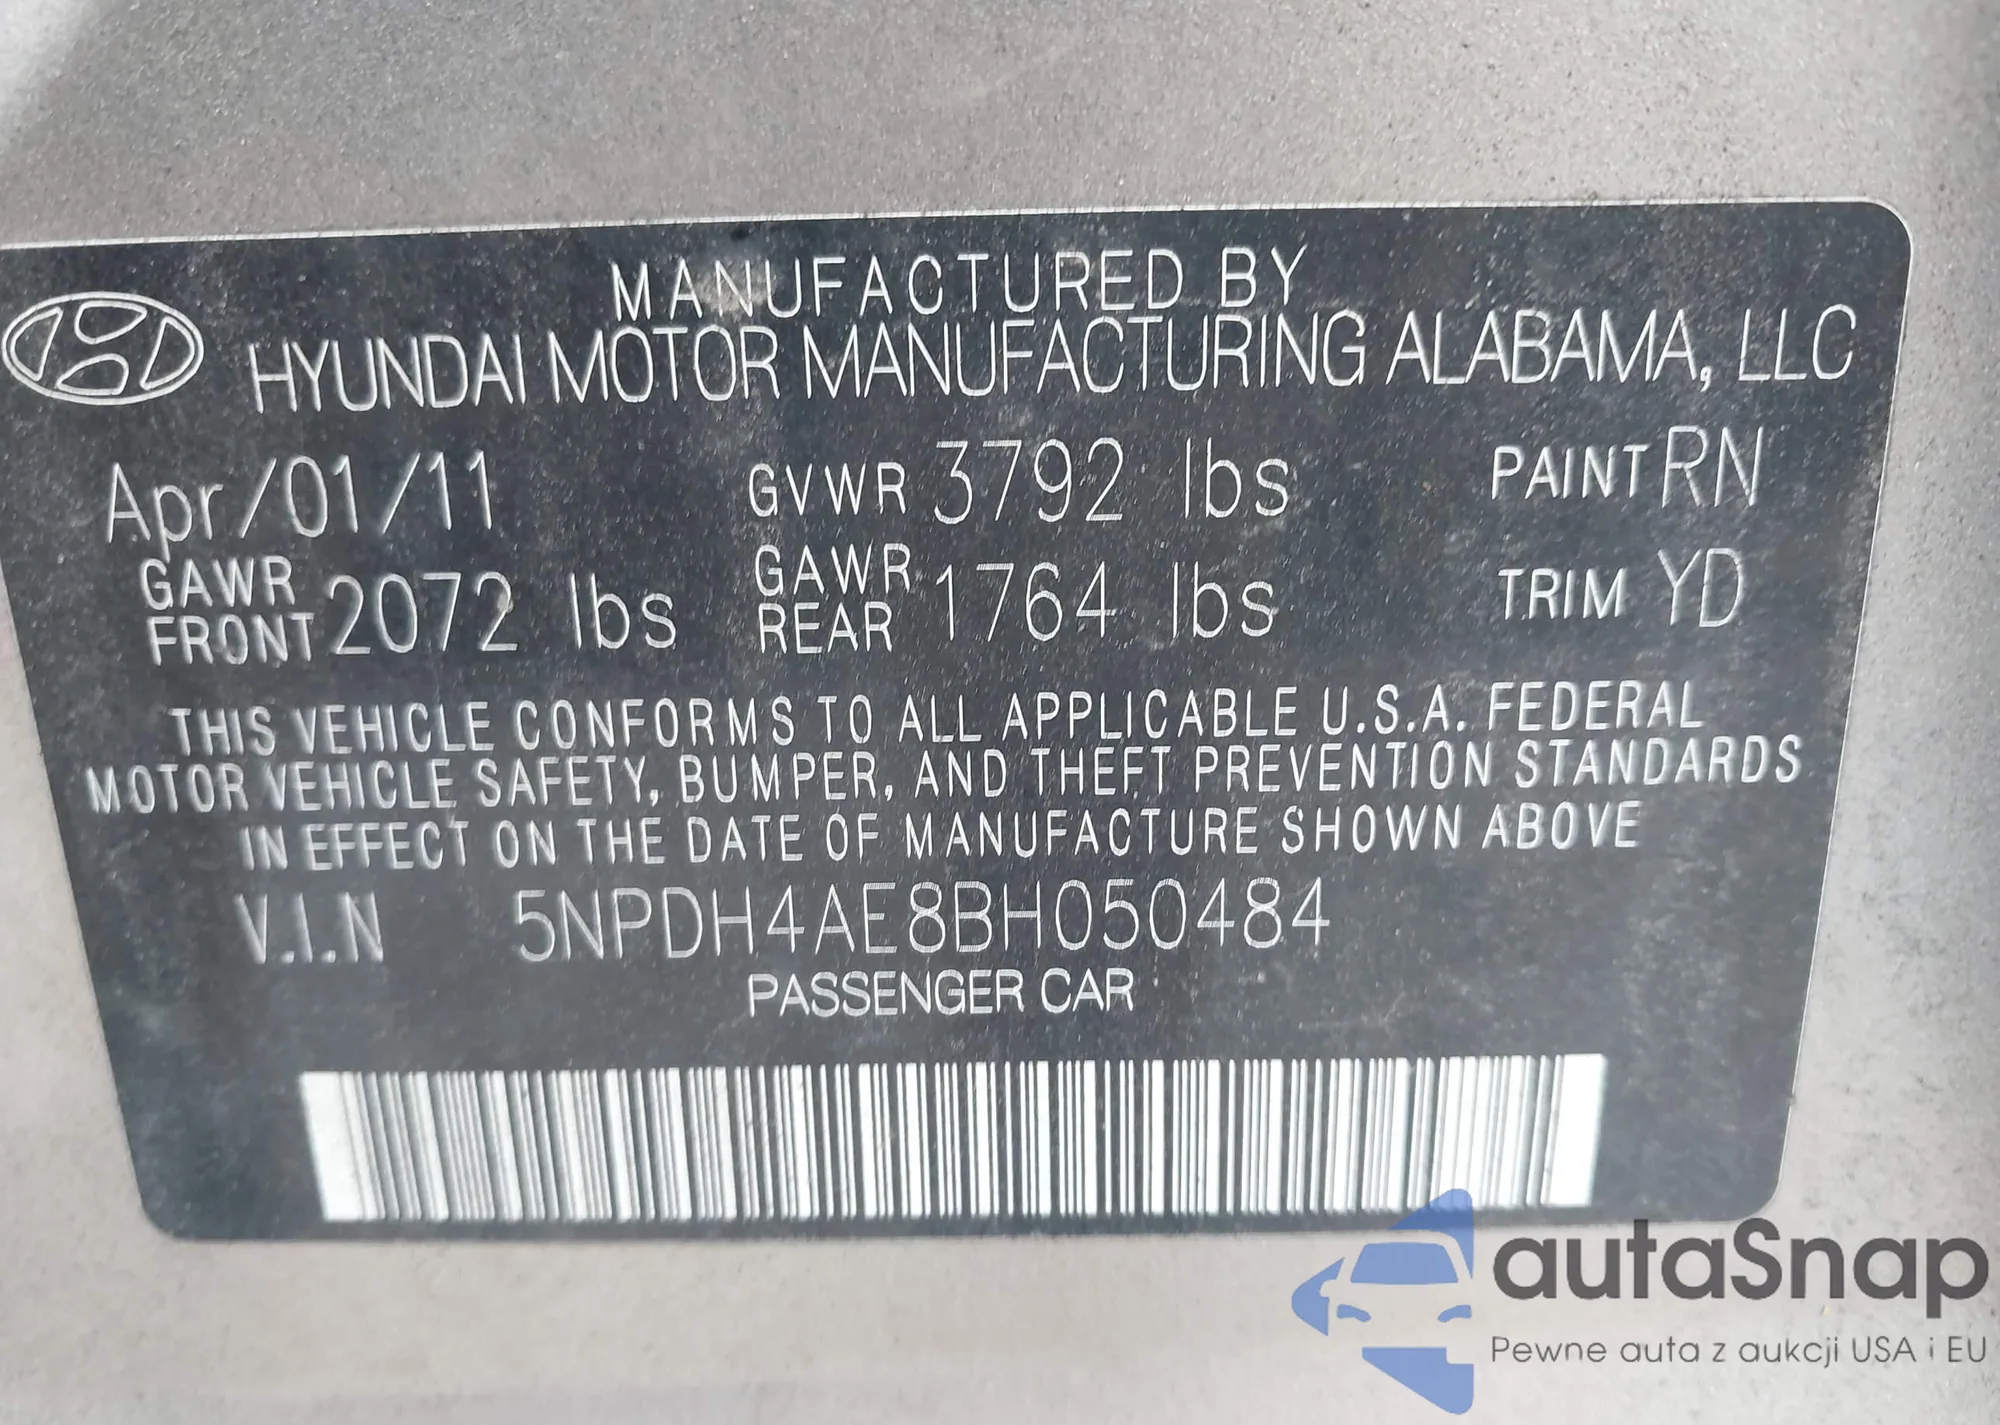 MANUFACTURED BY
HYUNDAI MOTOR MANUFACTURING ALABAMA, LLC
Apr/01/11 GVWR 3792 lbs PAINT RN
GAWR FRONT 2072 lbs GAWR REAR 1764 lbs TRIM YD
THIS VEHICLE CONFORMS TO ALL APPLICABLE U.S.A. FEDERAL
MOTOR VEHICLE SAFETY, BUMPER, AND THEFT PREVENTION STANDARDS
IN EFFECT ON THE DATE OF MANUFACTURE SHOWN ABOVE
V.I.N 5NPDH4AE8BH050484
PASSENGER CAR
autaSnap
Pewne auta z aukcji USA i EU